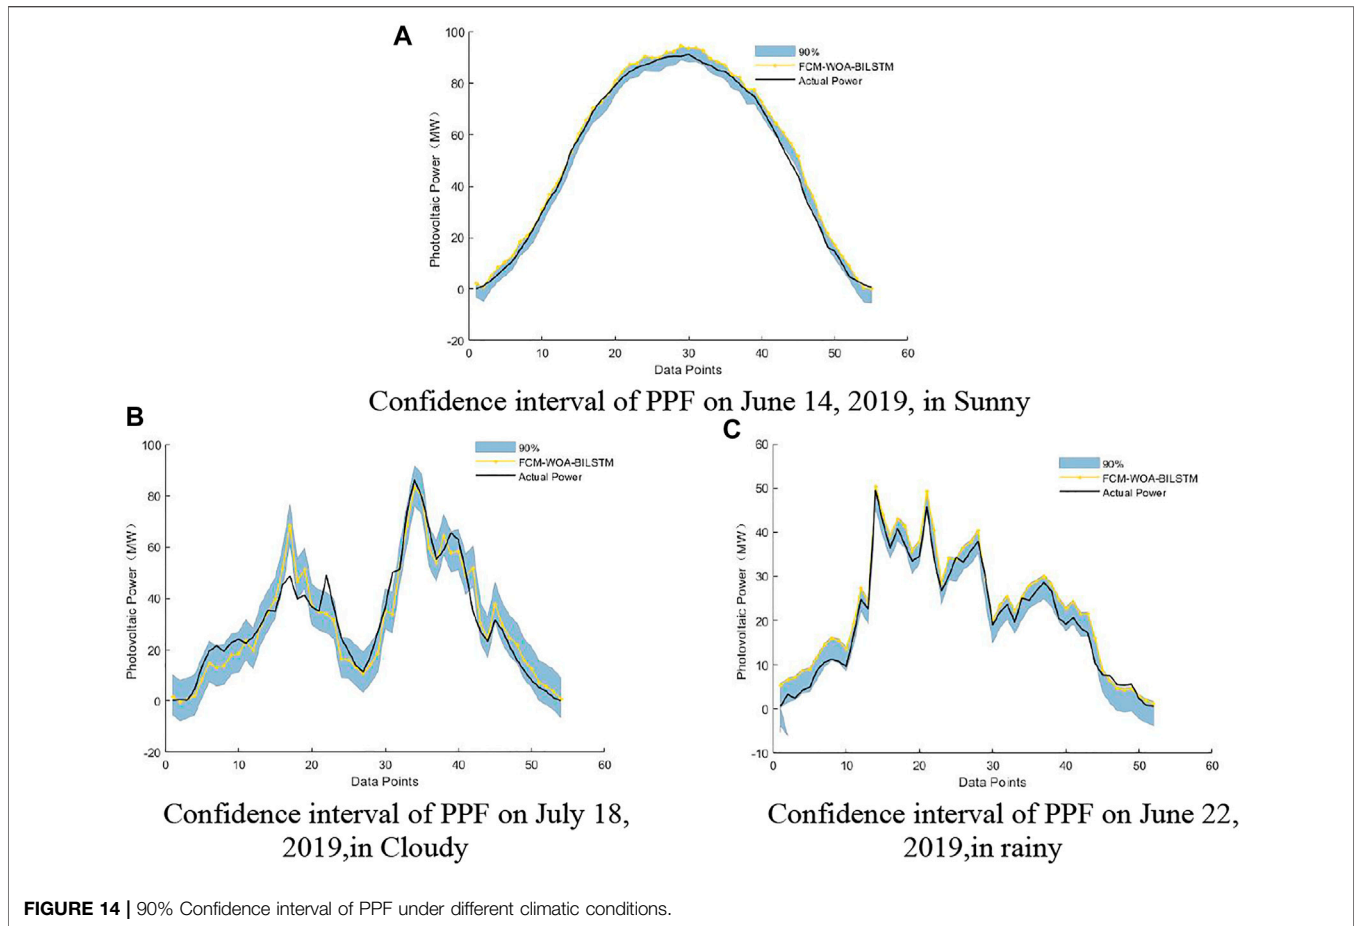 A
100
80
60
40
20
0
-20
Photovoltaic Power（MW）
90%
FCM-WOA-BILSTM
Actual Power
0 10 20 30 40 50 60
Data Points
Confidence interval of PPF on June 14, 2019, in Sunny
B
100
80
60
40
20
0
-20
Photovoltaic Power（MW）
90%
FCM-WOA-BILSTM
Actual Power
0 10 20 30 40 50 60
Data Points
Confidence interval of PPF on July 18,
2019,in Cloudy
C
60
50
40
30
20
10
0
-10
Photovoltaic Power（MW）
90%
FCM-WOA-BILSTM
Actual Power
0 10 20 30 40 50 60
Data Points
Confidence interval of PPF on June 22,
2019,in rainy
FIGURE 14 | 90% Confidence interval of PPF under different climatic conditions.